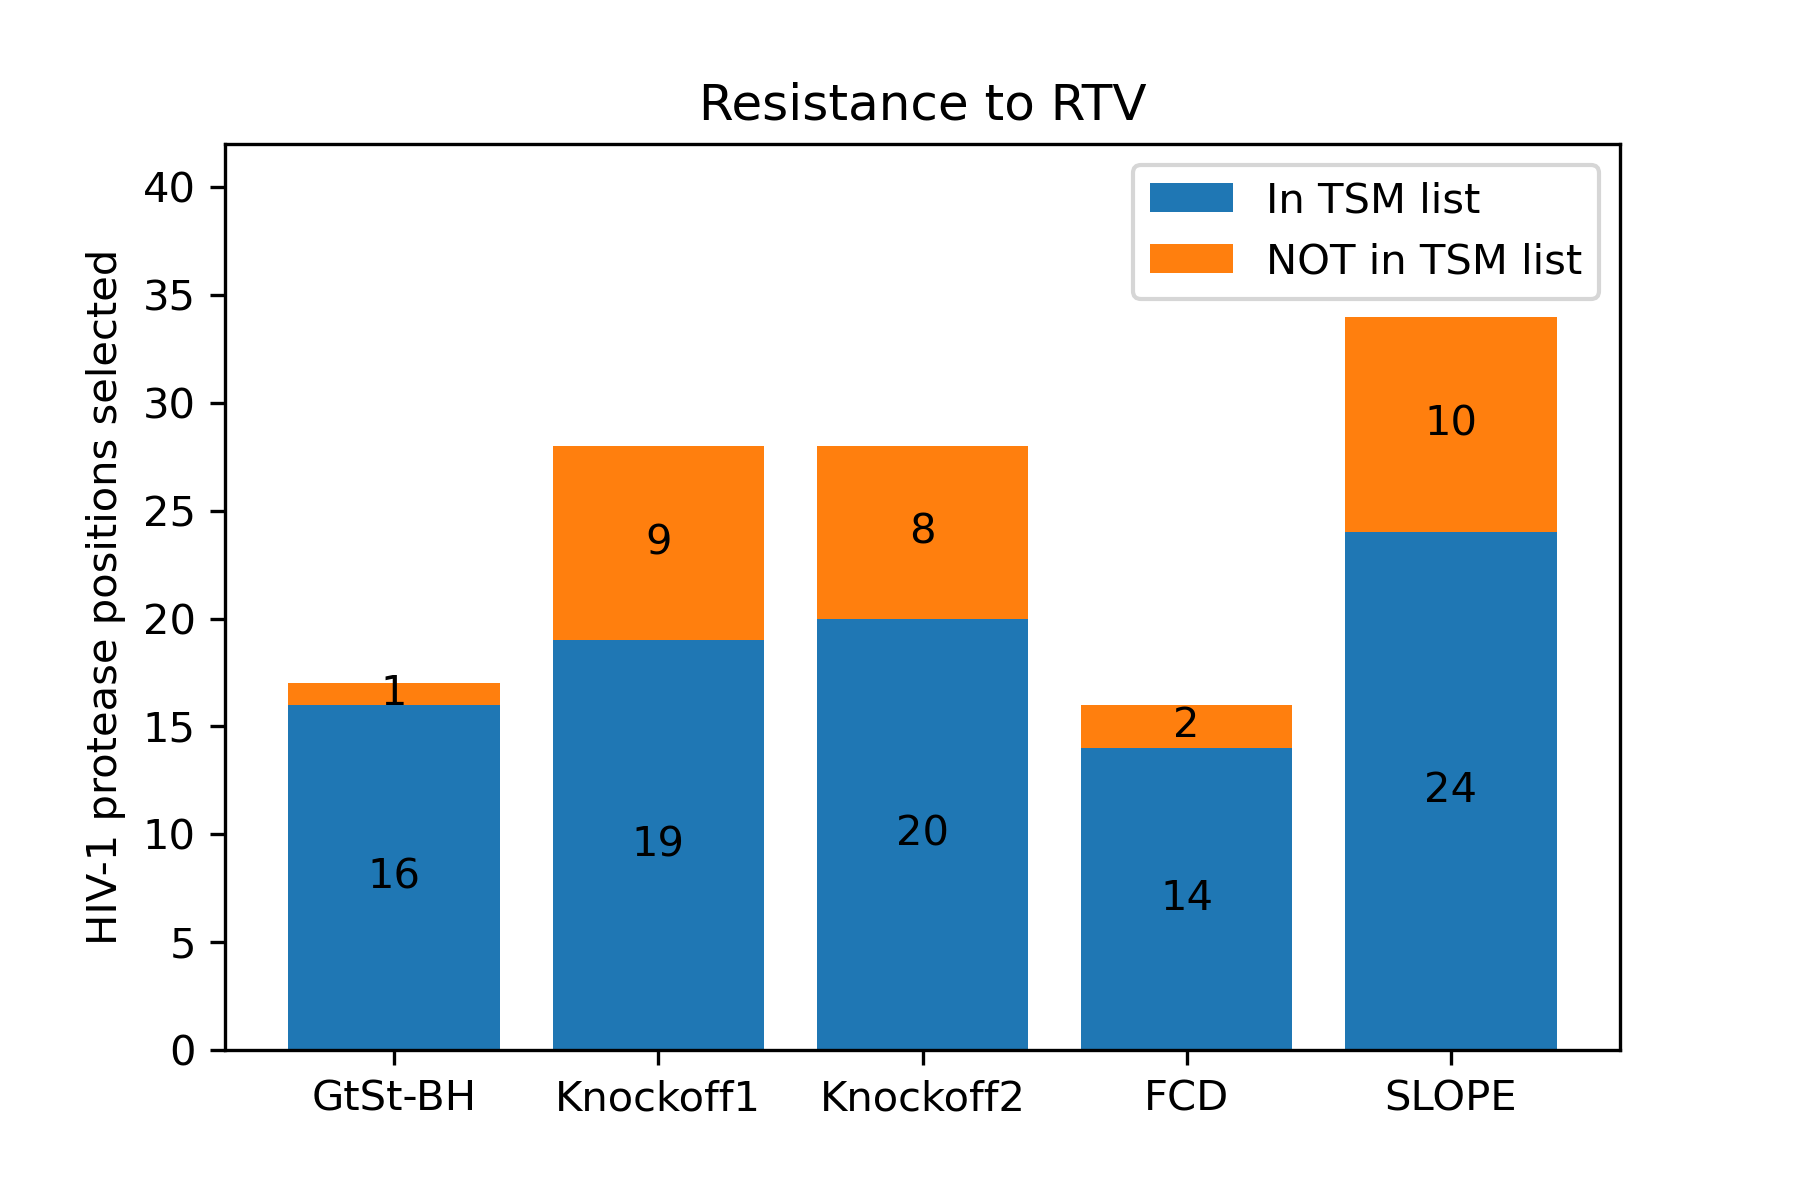 Resistance to RTV
HIV-1 protease positions selected
40
35
30
25
20
15
10
5
0
In TSM list
NOT in TSM list
1
16
9
19
8
20
2
14
10
24
GtSt-BH
Knockoff1
Knockoff2
FCD
SLOPE